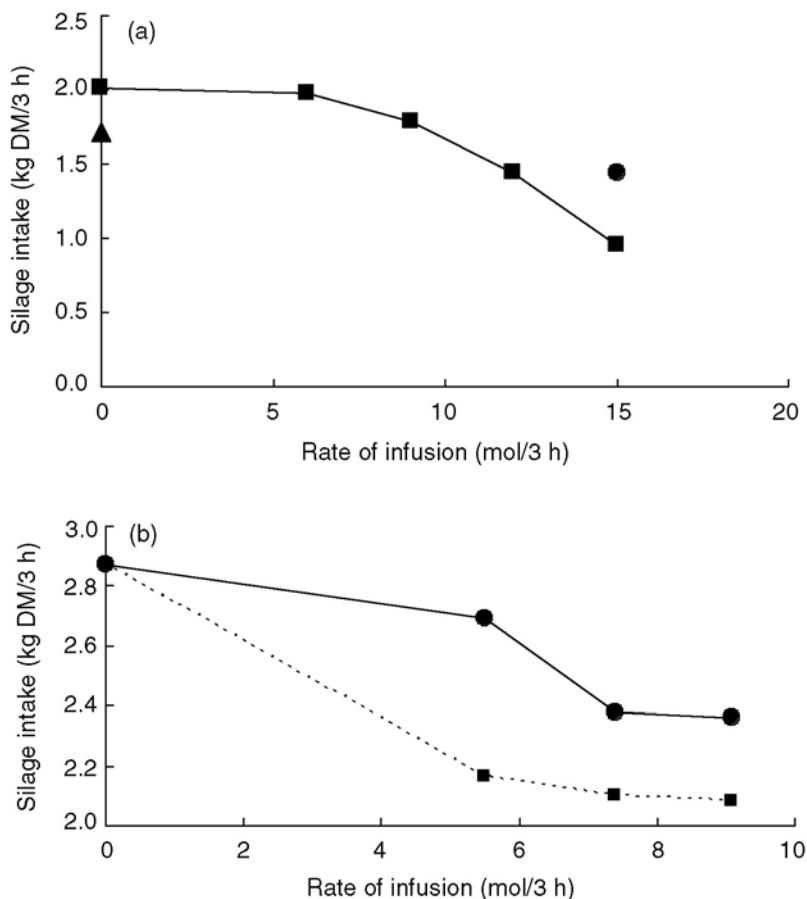 (a)
2.5
2.0
1.5
1.0
0.5
0.0
Silage intake (kg DM/3 h)
0 5 10 15 20
Rate of infusion (mol/3 h)
(b)
3.0
2.8
2.6
2.4
2.2
2.0
Silage intake (kg DM/3 h)
0 2 4 6 8 10
Rate of infusion (mol/3 h)